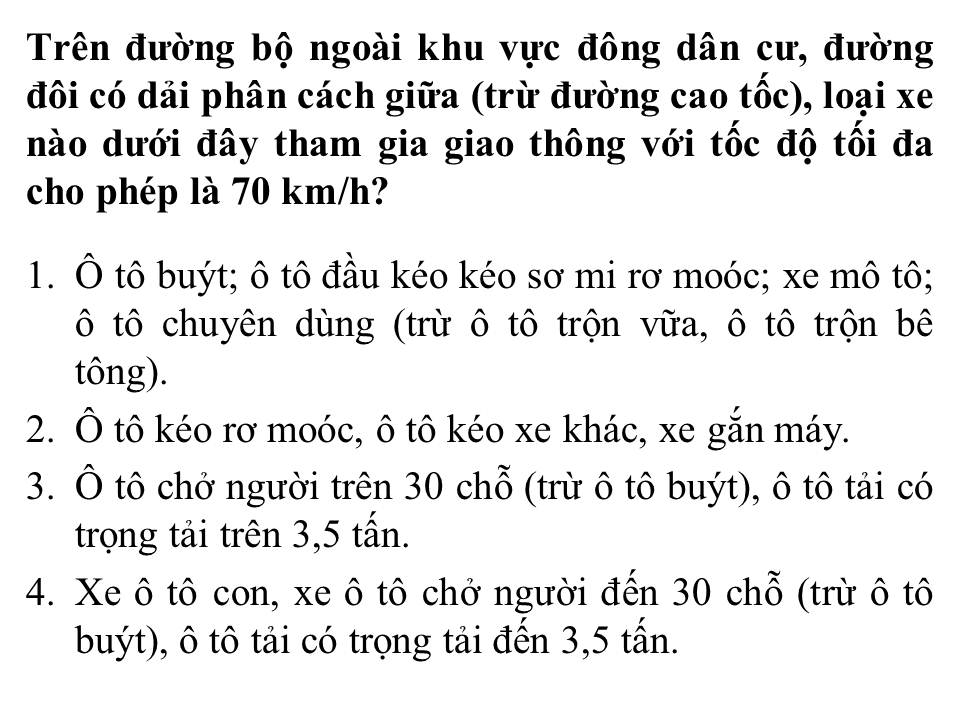 Trên đường bộ ngoài khu vực đông dân cư, đường
đôi có dải phân cách giữa (trừ đường cao tốc), loại xe
nào dưới đây tham gia giao thông với tốc độ tối đa
cho phép là 70 km/h?
1. Ô tô buýt; ô tô đầu kéo kéo sơ mi rơ moóc; xe mô tô;
ô tô chuyên dùng (trừ ô tô trộn vữa, ô tô trộn bê
tông).
2. Ô tô kéo rơ moóc, ô tô kéo xe khác, xe gắn máy.
3. Ô tô chở người trên 30 chỗ (trừ ô tô buýt), ô tô tải có
trọng tải trên 3,5 tấn.
4. Xe ô tô con, xe ô tô chở người đến 30 chỗ (trừ ô tô
buýt), ô tô tải có trọng tải đến 3,5 tấn.